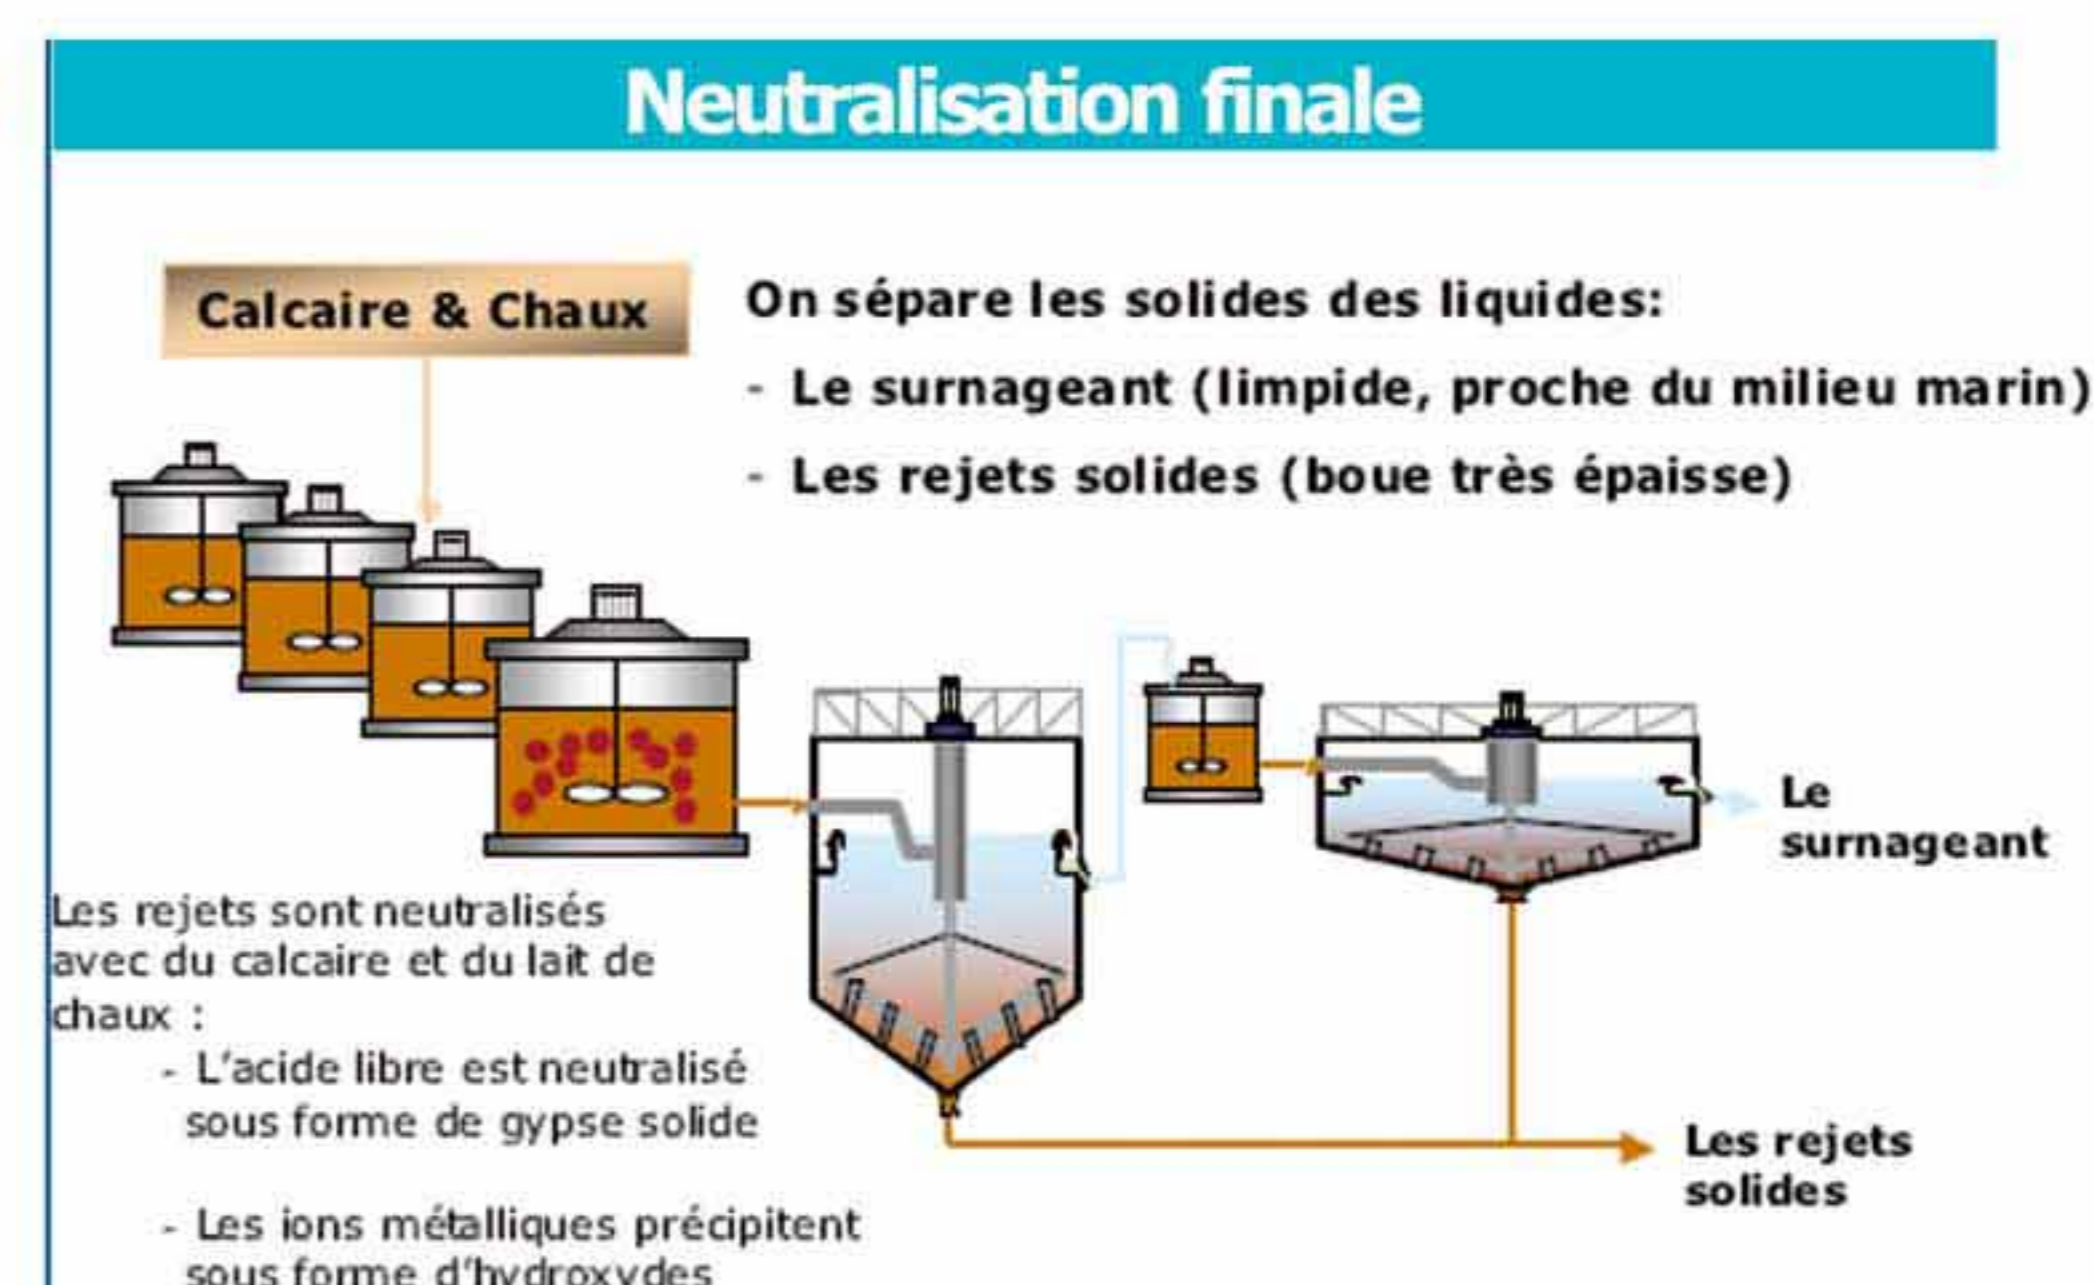 Neutralisation finale
Calcaire & Chaux
On sépare les solides des liquides:
- Le surnageant (limpide, proche du milieu marin)
- Les rejets solides (boue très épaisse)
Le
surnageant
Les rejets sont neutralisés
avec du calcaire et du lait de
chaux :
- L'acide libre est neutralisé
sous forme de gypse solide
Les rejets
solides
- Les ions métalliques précipitent
sous forme d'hydroxydes